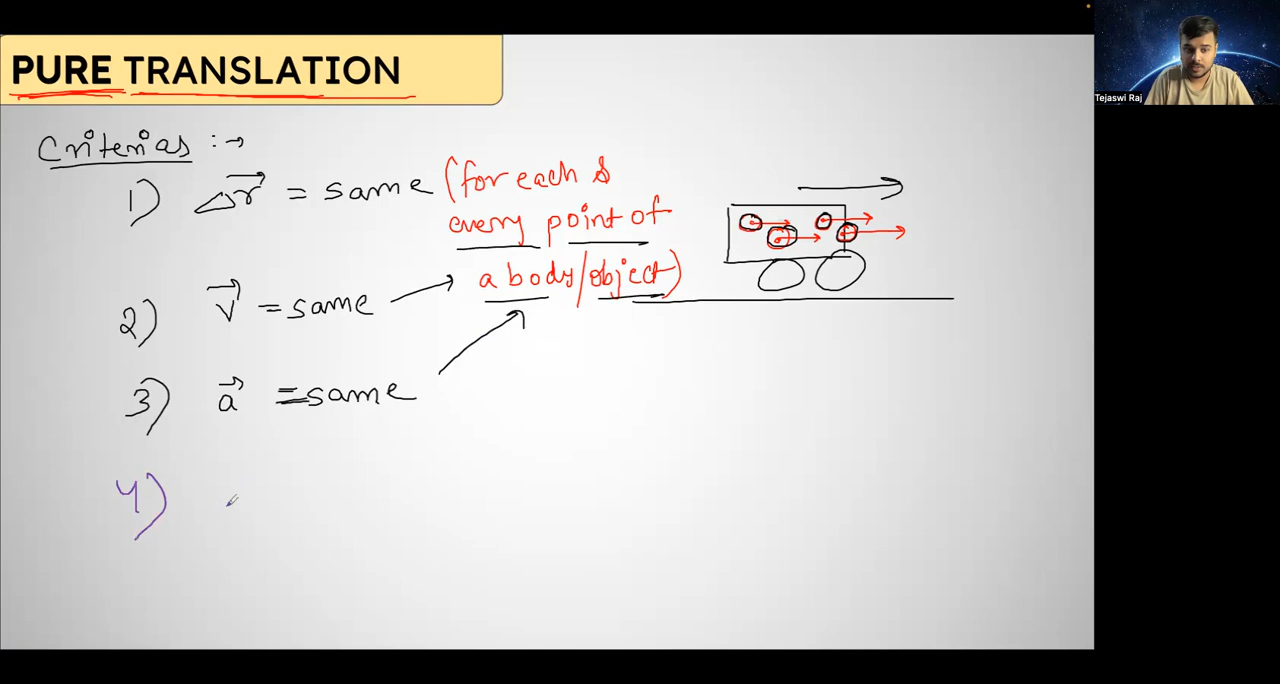 PURE TRANSLATION
Tejaswi Raj
Criterias :→
1) △r⃗ = same (for each &
every point of
a body/object)
2) v⃗ = same
3) a⃗ = same
4)